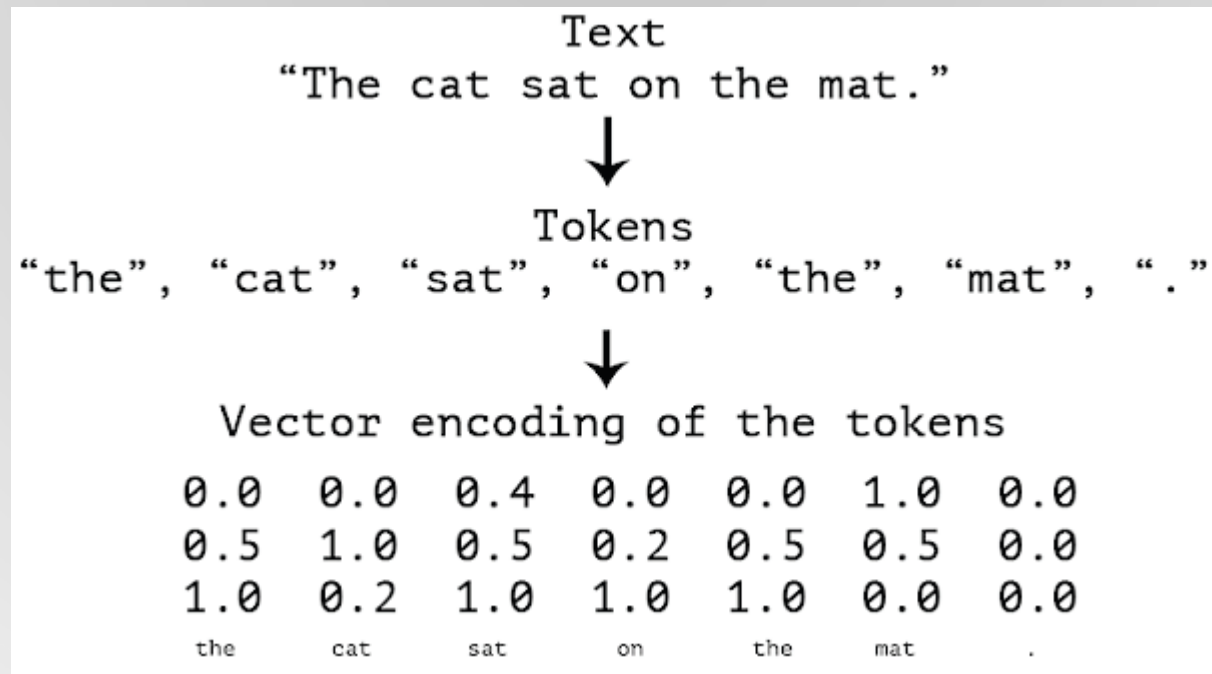 Text
“The cat sat on the mat.”
Tokens
“the”, “cat”, “sat”, “on”, “the”, “mat”, “.”
Vector encoding of the tokens
0.0 0.0 0.4 0.0 0.0 1.0 0.0
0.5 1.0 0.5 0.2 0.5 0.5 0.0
1.0 0.2 1.0 1.0 1.0 0.0 0.0
the cat sat on the mat .